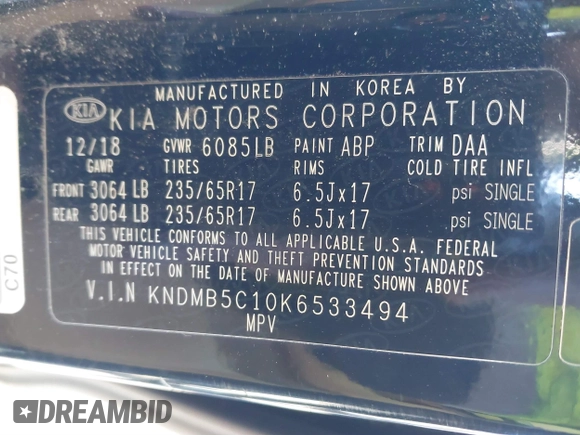 MANUFACTURED IN KOREA BY
KIA KIA MOTORS CORPORATION
12/18 GVWR 6085LB PAINT ABP TRIM DAA
GAWR TIRES RIMS COLD TIRE INFL
FRONT 3064 LB 235/65R17 6.5Jx17 psi SINGLE
REAR 3064 LB 235/65R17 6.5Jx17 psi SINGLE
THIS VEHICLE CONFORMS TO ALL APPLICABLE U.S.A. FEDERAL
MOTOR VEHICLE SAFETY AND THEFT PREVENTION STANDARDS
IN EFFECT ON THE DATE OF MANUFACTURE SHOWN ABOVE
V.I.N KNDMB5C10K6533494
MPV
C70
DREAMBID